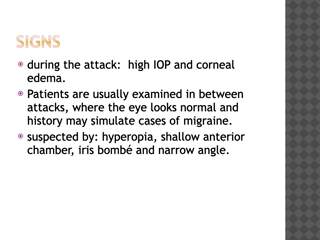 SIGNS
during the attack: high IOP and corneal
edema.
Patients are usually examined in between
attacks, where the eye looks normal and
history may simulate cases of migraine.
suspected by: hyperopia, shallow anterior
chamber, iris bombé and narrow angle.